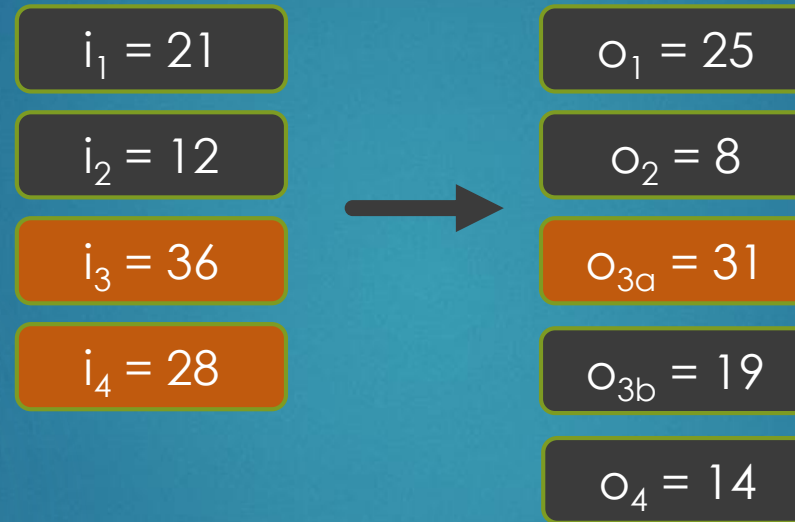 i₁ = 21
i₂ = 12
i₃ = 36
i₄ = 28
o₁ = 25
o₂ = 8
o₃ₐ = 31
o₃b = 19
o₄ = 14